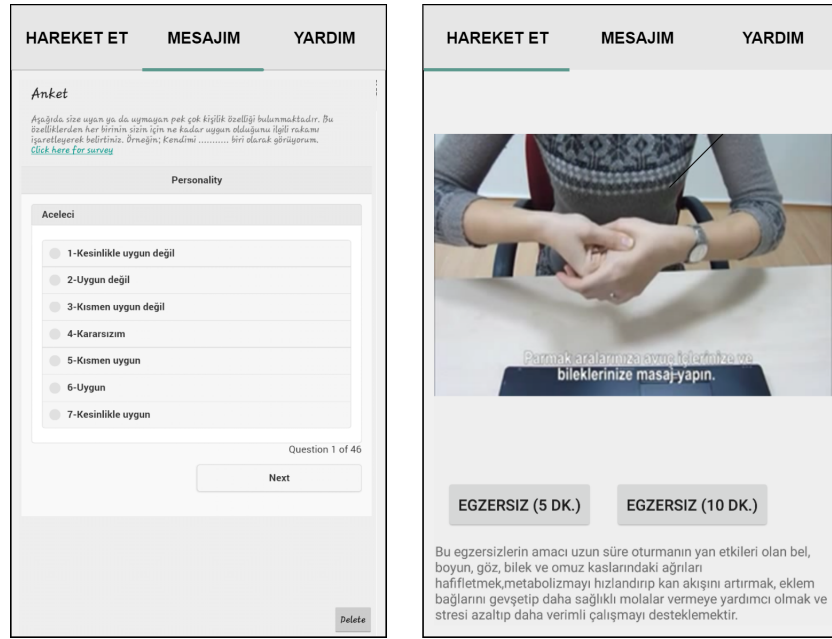 HAREKET ET MESAJIM YARDIM
Anket
Aşağıda size uyan ya da uymayan pek çok kişilik özelliği bulunmaktadır. Bu
özelliklerden her birinin sizin için ne kadar uygun olduğunu ilgili rakamı
işaretleyerek belirtiniz. Örneğin; Kendimi ........... biri olarak görüyorum.
Click here for survey
Personality
Aceleci
1-Kesinlikle uygun değil
2-Uygun değil
3-Kısmen uygun değil
4-Kararsızım
5-Kısmen uygun
6-Uygun
7-Kesinlikle uygun
Question 1 of 46
Next
Delete
HAREKET ET MESAJIM YARDIM
Parmak aralarınıza,avuç içlerinize ve
bileklerinize masaj yapın.
EGZERSIZ (5 DK.) EGZERSIZ (10 DK.)
Bu egzersizlerin amacı uzun süre oturmanın yan etkileri olan bel,
boyun, göz, bilek ve omuz kaslarındaki ağrıları
hafifletmek,metabolizmayı hızlandırıp kan akışını artırmak, eklem
bağlarını gevşetip daha sağlıklı molalar vermeye yardımcı olmak ve
stresi azaltıp daha verimli çalışmayı desteklemektir.